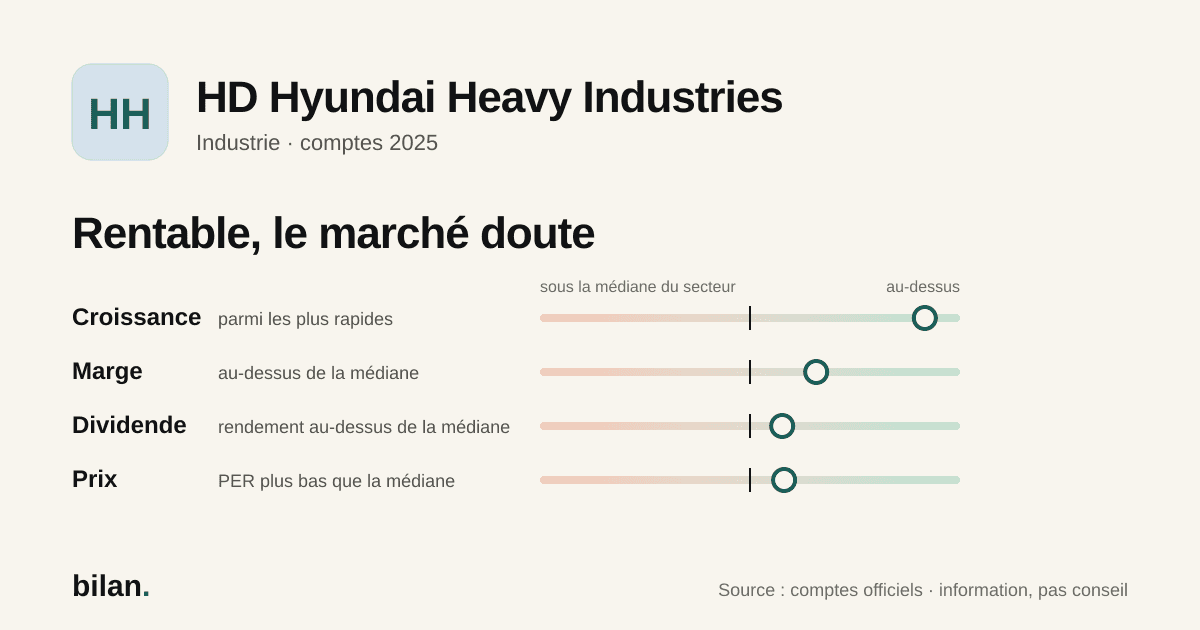 HH
HD Hyundai Heavy Industries
Industrie · comptes 2025
Rentable, le marché doute
sous la médiane du secteur au-dessus
Croissance parmi les plus rapides
Marge au-dessus de la médiane
Dividende rendement au-dessus de la médiane
Prix PER plus bas que la médiane
bilan.
Source : comptes officiels · information, pas conseil